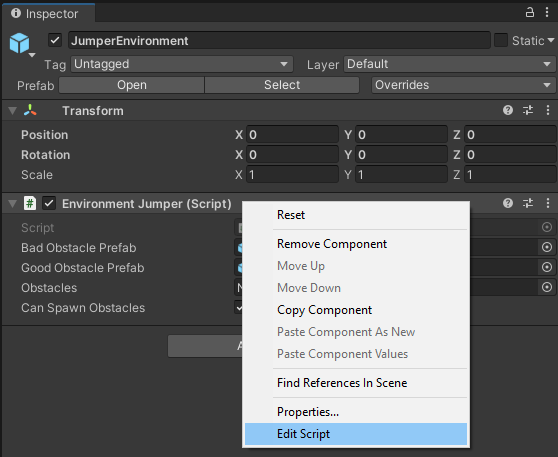 Inspector
JumperEnvironment Static
Tag Untagged Layer Default
Prefab Open Select Overrides
Transform
Position X 0 Y 0 Z 0
Rotation X 0 Y 0 Z 0
Scale X 1 Y 1 Z 1
# Environment Jumper (Script)
Script
Bad Obstacle Prefab
Good Obstacle Prefab
Obstacles
Can Spawn Obstacles
Reset
Remove Component
Move Up
Move Down
Copy Component
Paste Component As New
Paste Component Values
Find References In Scene
Properties...
Edit Script